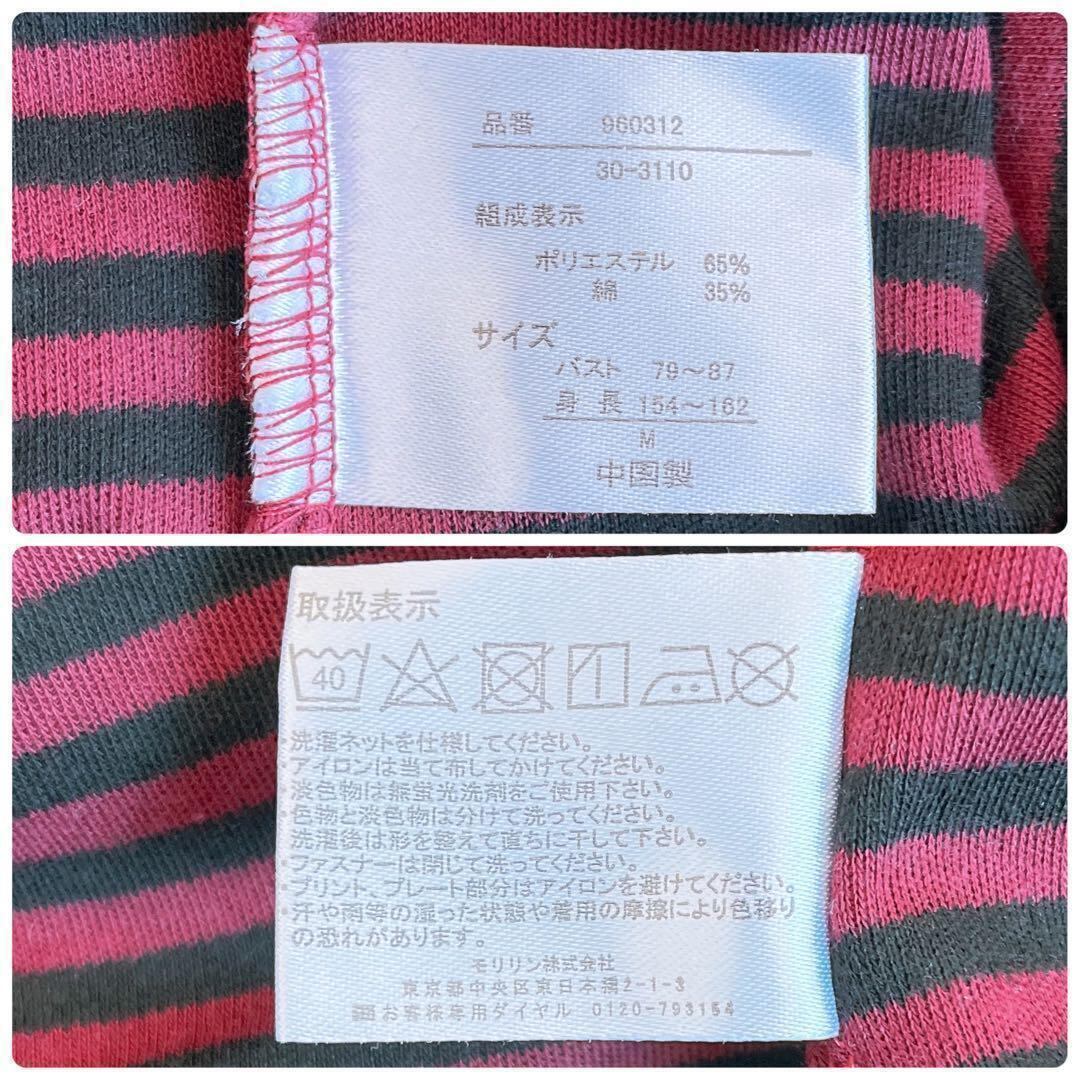 品番 960312
30-3110
組成表示
ポリエステル 65%
綿 35%
サイズ
バスト 79~87
身長 154~162
M
中国製
取扱表示
40
・洗濯ネットを仕様してください。
アイロンは当て布してかけてください。
淡色物は無蛍光洗剤をご使用下さい。
・色物と淡色物は分けて洗ってください。
洗濯後は形を整えて直ちに干して下さい。
・ファスナーは閉じて洗ってください。
・プリント、プレート部分はアイロンを避けてください。
・汗や雨等の湿った状態や着用の摩擦により色移り
の恐れがあります。
モリリン株式会社
東京都中央区東日本橋2-1-3
お客様専用ダイヤル 0120-793154